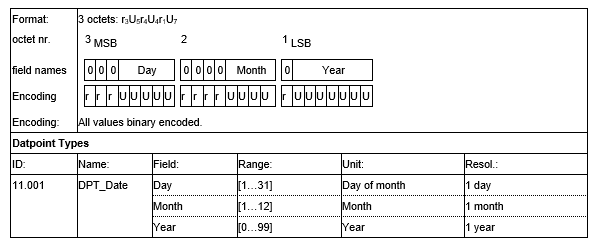 Format: 3 octets: r₃U₅r₄U₄r₁U₇
octet nr. 3 MSB 2 1 LSB
field names 0 0 0 Day 0 0 0 0 Month 0 Year
Encoding r r r U U U U U r r r r U U U U r U U U U U U U
Encoding: All values binary encoded.
Datpoint Types
ID: Name: Field: Range: Unit: Resol.:
11.001 DPT_Date Day [1…31] Day of month 1 day
Month [1…12] Month 1 month
Year [0…99] Year 1 year